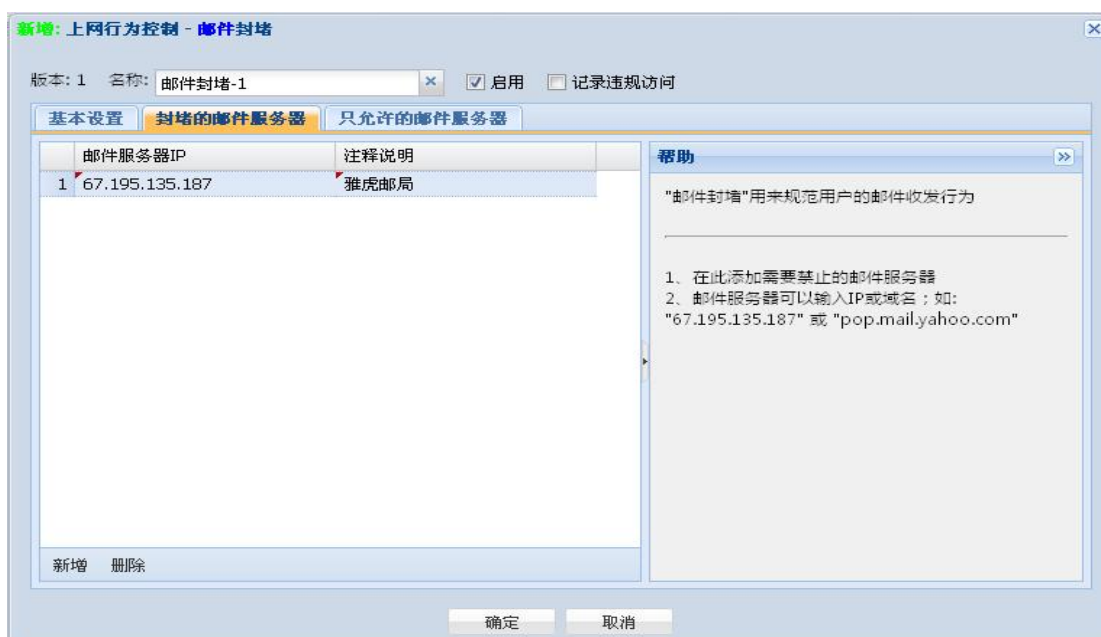 新增: 上网行为控制 - 邮件封堵
版本: 1 名称: 邮件封堵-1 启用 记录违规访问
基本设置 封堵的邮件服务器 只允许的邮件服务器
邮件服务器IP 注释说明
1 67.195.135.187 雅虎邮局
帮助
"邮件封堵"用来规范用户的邮件收发行为
1、在此添加需要禁止的邮件服务器
2、邮件服务器可以输入IP或域名；如:
"67.195.135.187" 或 "pop.mail.yahoo.com"
新增 删除
确定 取消